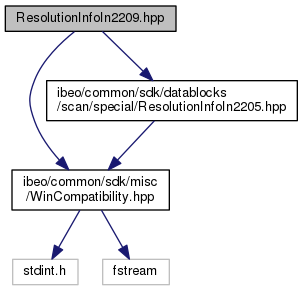 ResolutionInfoIn2209.hpp
ibeo/common/sdk/datablocks
/scan/special/ResolutionInfoIn2205.hpp
ibeo/common/sdk/misc
/WinCompatibility.hpp
stdint.h
fstream